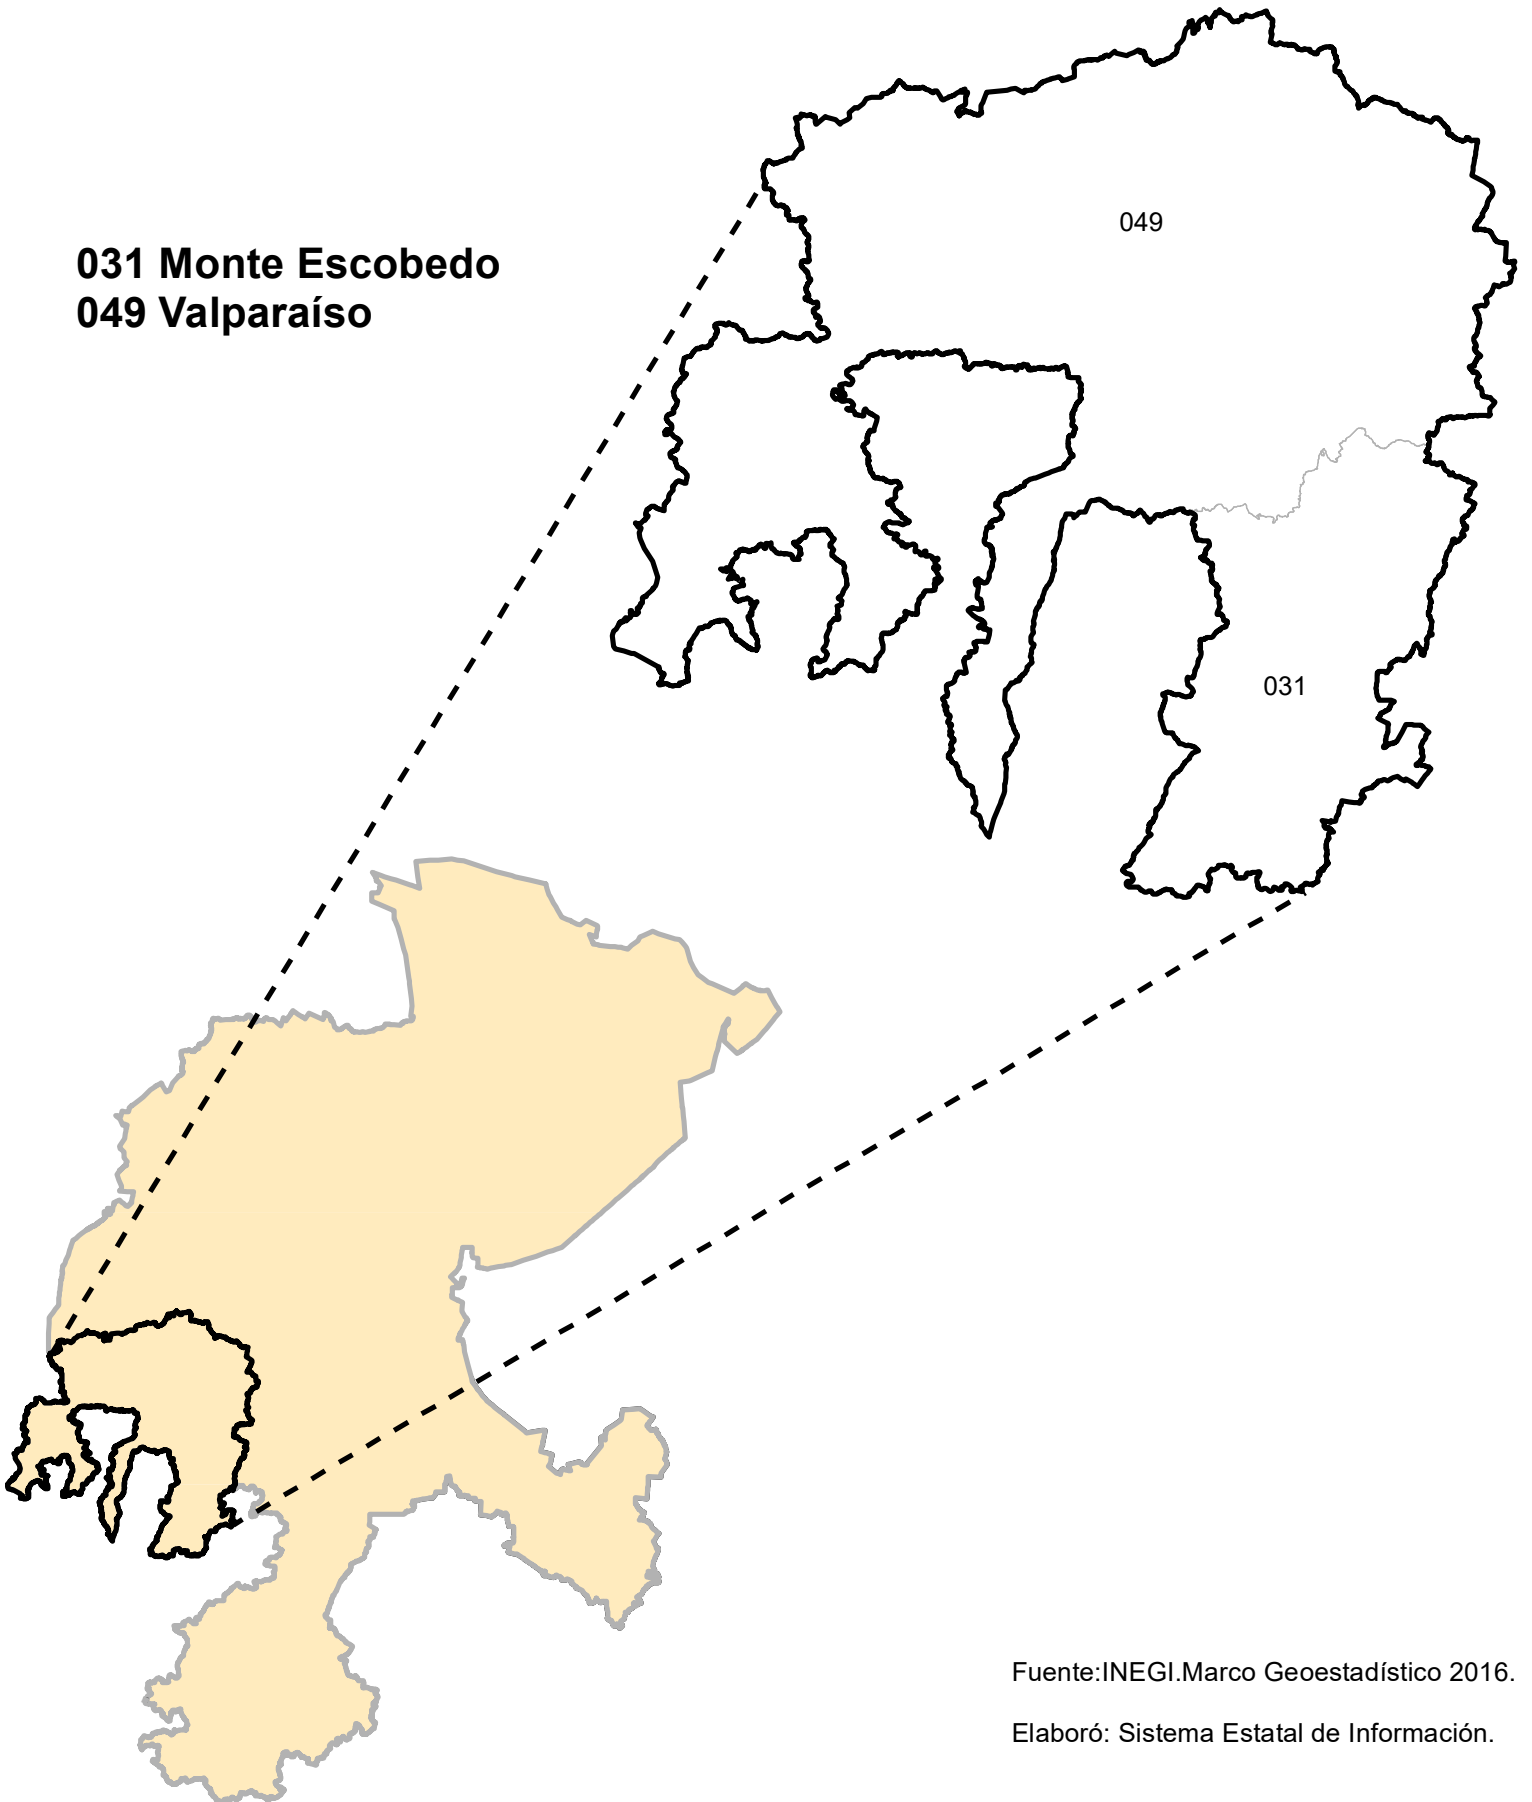 049
031 Monte Escobedo
049 Valparaíso
031
Fuente:INEGI.Marco Geoestadístico 2016.
Elaboró: Sistema Estatal de Información.